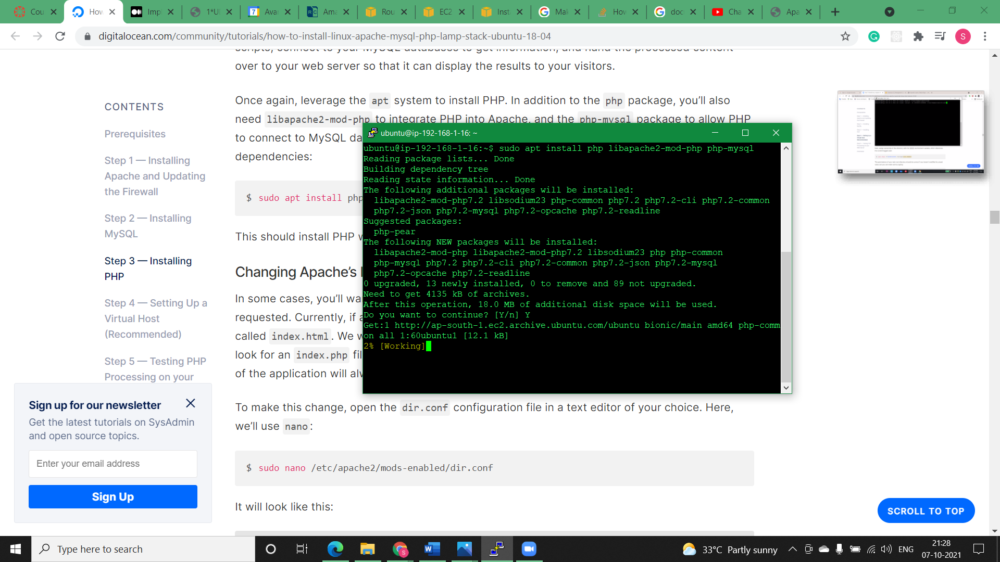 Cou
How
Imp
1*U
Ava
Ama
Rou
EC2
Inst
Mak
How
doc
Cha
Apa
digitalocean.com/community/tutorials/how-to-install-linux-apache-mysql-php-lamp-stack-ubuntu-18-04
S
scripts, connect to your MySQL databases to get information, and hand the processed content
over to your web server so that it can display the results to your visitors.
CONTENTS
Prerequisites
Step 1 — Installing
Apache and Updating
the Firewall
Step 2 — Installing
MySQL
Step 3 — Installing
PHP
Step 4 — Setting Up a
Virtual Host
(Recommended)
Step 5 — Testing PHP
Processing on your
Once again, leverage the apt system to install PHP. In addition to the php package, you’ll also
need libapache2-mod-php to integrate PHP into Apache, and the php-mysql package to allow PHP
to connect to MySQL da
dependencies:
$ sudo apt install php
This should install PHP w
Changing Apache’s
In some cases, you’ll wa
requested. Currently, if a
called index.html. We w
look for an index.php fil
of the application will alw
To make this change, open the dir.conf configuration file in a text editor of your choice. Here,
we’ll use nano:
$ sudo nano /etc/apache2/mods-enabled/dir.conf
It will look like this:
ubuntu@ip-192-168-1-16: ~
ubuntu@ip-192-168-1-16:~$ sudo apt install php libapache2-mod-php php-mysql
Reading package lists... Done
Building dependency tree
Reading state information... Done
The following additional packages will be installed:
libapache2-mod-php7.2 libsodium23 php-common php7.2 php7.2-cli php7.2-common
php7.2-json php7.2-mysql php7.2-opcache php7.2-readline
Suggested packages:
php-pear
The following NEW packages will be installed:
libapache2-mod-php libapache2-mod-php7.2 libsodium23 php php-common
php-mysql php7.2 php7.2-cli php7.2-common php7.2-json php7.2-mysql
php7.2-opcache php7.2-readline
0 upgraded, 13 newly installed, 0 to remove and 89 not upgraded.
Need to get 4135 kB of archives.
After this operation, 18.0 MB of additional disk space will be used.
Do you want to continue? [Y/n] Y
Get:1 http://ap-south-1.ec2.archive.ubuntu.com/ubuntu bionic/main amd64 php-comm
on all 1:60ubuntu1 [12.1 kB]
2% [Working]
Sign up for our newsletter
Get the latest tutorials on SysAdmin
and open source topics.
Enter your email address
Sign Up
SCROLL TO TOP
Type here to search
33°C Partly sunny
ENG
21:28
07-10-2021